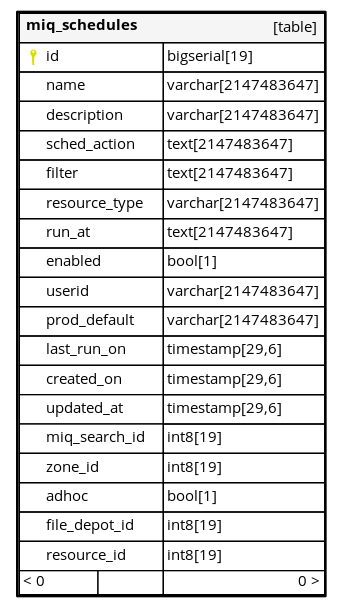 miq_schedules [table]
id bigserial[19]
name varchar[2147483647]
description varchar[2147483647]
sched_action text[2147483647]
filter text[2147483647]
resource_type varchar[2147483647]
run_at text[2147483647]
enabled bool[1]
userid varchar[2147483647]
prod_default varchar[2147483647]
last_run_on timestamp[29,6]
created_on timestamp[29,6]
updated_at timestamp[29,6]
miq_search_id int8[19]
zone_id int8[19]
adhoc bool[1]
file_depot_id int8[19]
resource_id int8[19]
< 0 0 >